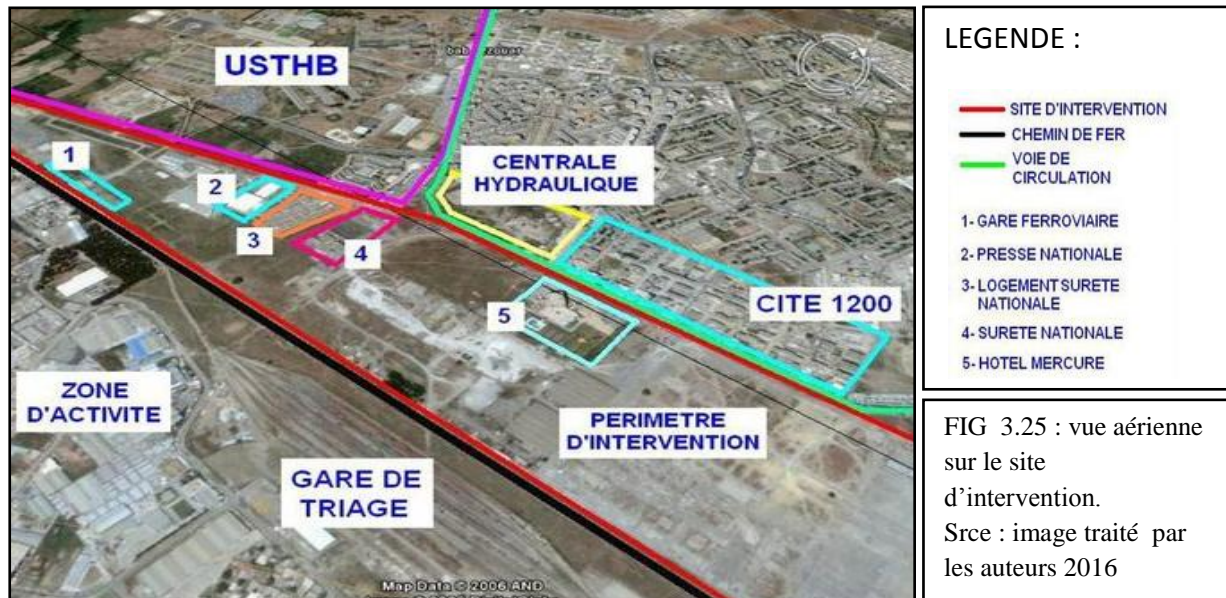 USTHB
bab ezzouar
CENTRALE
HYDRAULIQUE
1
2
3
4
5
CITE 1200
ZONE
D'ACTIVITE
PERIMETRE
D'INTERVENTION
GARE DE
TRIAGE
Map Data © 2006 AND
LEGENDE :
SITE D'INTERVENTION
CHEMIN DE FER
VOIE DE
CIRCULATION
1- GARE FERROVIAIRE
2- PRESSE NATIONALE
3- LOGEMENT SURETE
NATIONALE
4- SURETE NATIONALE
5- HOTEL MERCURE
FIG 3.25 : vue aérienne
sur le site
d’intervention.
Srce : image traité par
les auteurs 2016